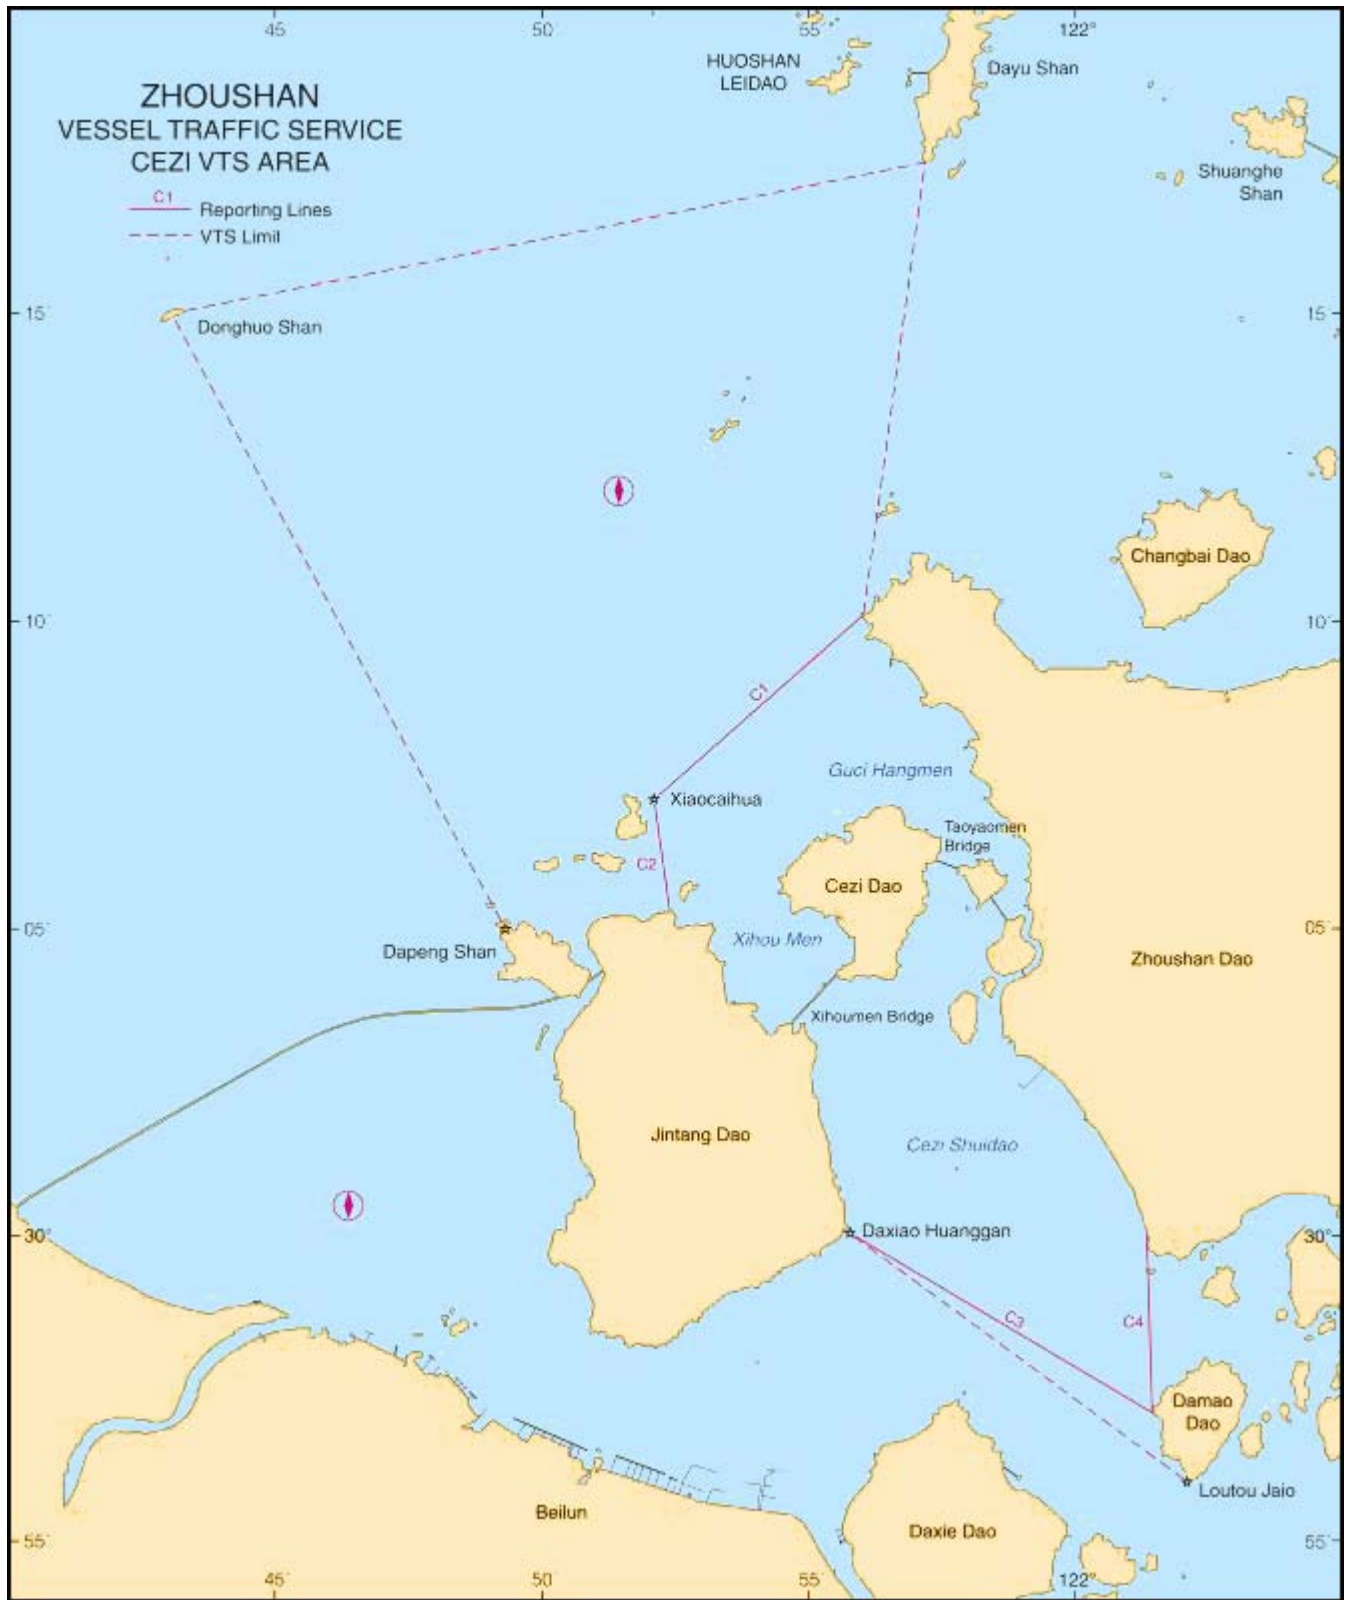 45´ 50´ 55´ 122°
HUOSHAN
LEIDAO
Dayu Shan
ZHOUSHAN
VESSEL TRAFFIC SERVICE
CEZI VTS AREA
C1 Reporting Lines
VTS Limil
Shuanghe
Shan
15´ 15´
Donghuo Shan
Changbai Dao
10´ 10´
C1
Guci Hangmen
Xiaocaihua
Taoyaomen
Bridge
C2
Cezi Dao
05´ 05´
Xihou Men
Dapeng Shan
Zhoushan Dao
Xihoumen Bridge
Jintang Dao
Cezi Shuidao
Daxiao Huanggan
30° 30°
C3
C4
Damao
Dao
Loutou Jaio
Beilun
Daxie Dao
55´ 55´
45´ 50´ 55´ 122°